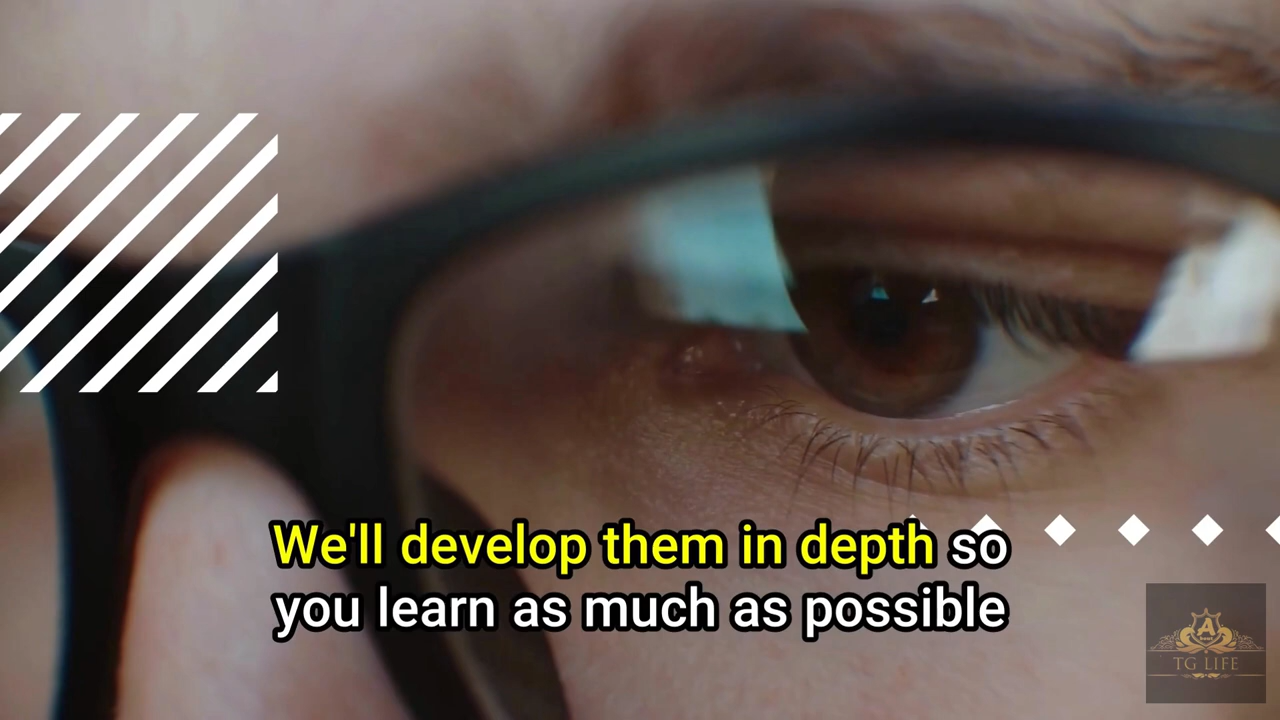 We'll develop them in depth so
you learn as much as possible
A
TG LIFE